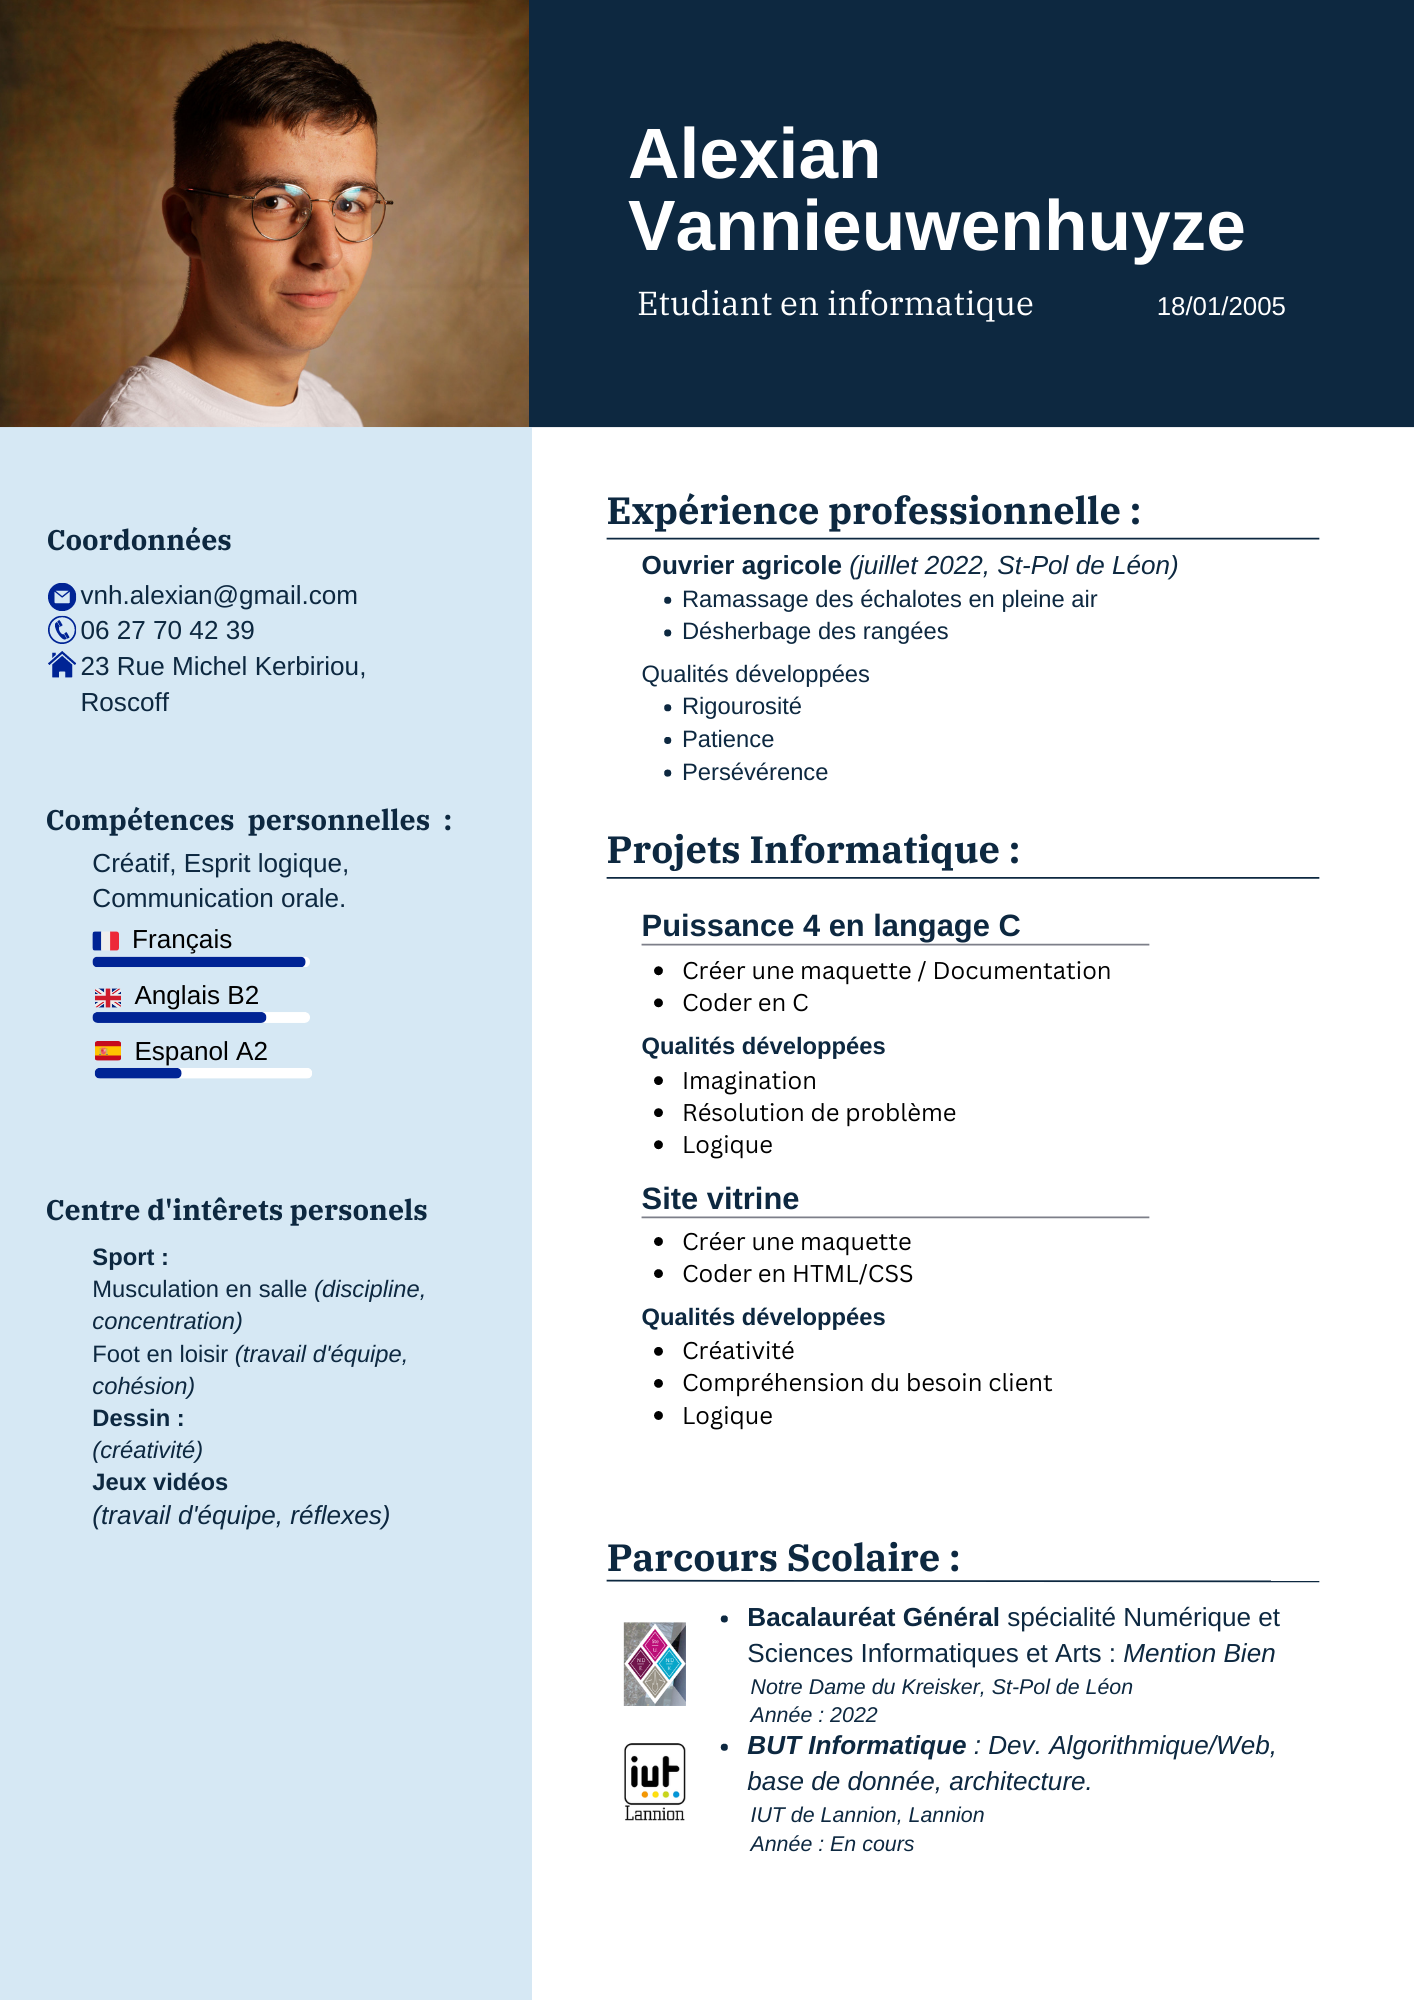 Alexian
Vannieuwenhuyze
Etudiant en informatique 18/01/2005
Coordonnées
vnh.alexian@gmail.com
06 27 70 42 39
23 Rue Michel Kerbiriou,
Roscoff
Compétences personnelles :
Créatif, Esprit logique,
Communication orale.
Français
Anglais B2
Espanol A2
Centre d'intêrets personels
Sport :
Musculation en salle (discipline,
concentration)
Foot en loisir (travail d'équipe,
cohésion)
Dessin :
(créativité)
Jeux vidéos
(travail d'équipe, réflexes)
Expérience professionnelle :
Ouvrier agricole (juillet 2022, St-Pol de Léon)
• Ramassage des échalotes en pleine air
• Désherbage des rangées
Qualités développées
• Rigourosité
• Patience
• Persévérence
Projets Informatique :
Puissance 4 en langage C
• Créer une maquette / Documentation
• Coder en C
Qualités développées
• Imagination
• Résolution de problème
• Logique
Site vitrine
• Créer une maquette
• Coder en HTML/CSS
Qualités développées
• Créativité
• Compréhension du besoin client
• Logique
Parcours Scolaire :
• Bacalauréat Général spécialité Numérique et
Sciences Informatiques et Arts : Mention Bien
Notre Dame du Kreisker, St-Pol de Léon
Année : 2022
• BUT Informatique : Dev. Algorithmique/Web,
base de donnée, architecture.
IUT de Lannion, Lannion
Année : En cours
iut
Lannion